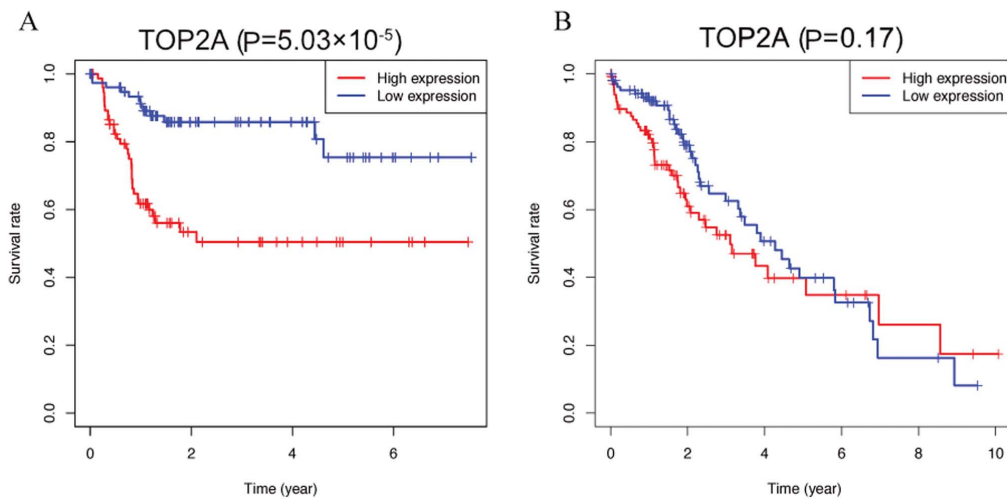 A
TOP2A (P=5.03×10⁻⁵)
High expression
Low expression
Survival rate
1.0
0.8
0.6
0.4
0.2
0.0
0 2 4 6
Time (year)
B
TOP2A (P=0.17)
High expression
Low expression
Survival rate
1.0
0.8
0.6
0.4
0.2
0.0
0 2 4 6 8 10
Time (year)